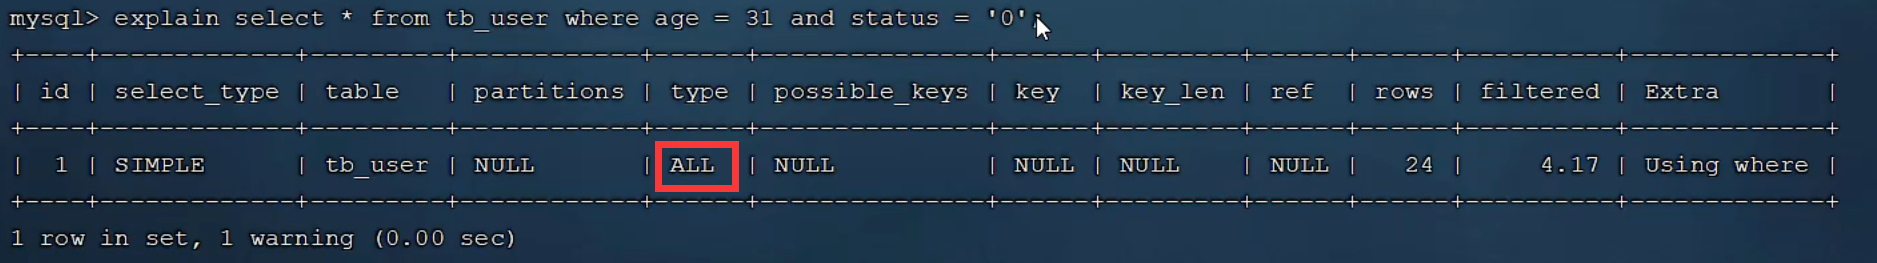 mysql> explain select * from tb_user where age = 31 and status = '0';
+----+-------------+---------+------------+------+---------------+------+---------+------+------+----------+-------------+
| id | select_type | table   | partitions | type | possible_keys | key  | key_len | ref  | rows | filtered | Extra       |
+----+-------------+---------+------------+------+---------------+------+---------+------+------+----------+-------------+
|  1 | SIMPLE      | tb_user | NULL       | ALL  | NULL          | NULL | NULL    | NULL |   24 |     4.17 | Using where |
+----+-------------+---------+------------+------+---------------+------+---------+------+------+----------+-------------+
1 row in set, 1 warning (0.00 sec)